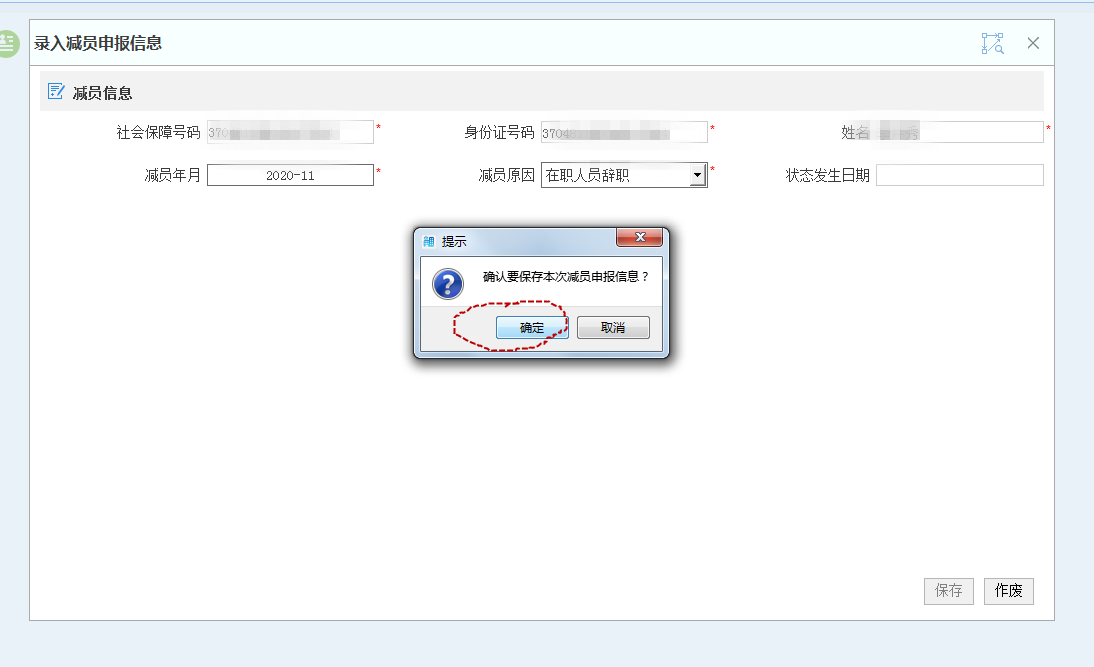 录入减员申报信息
减员信息
社会保障号码 370 * 身份证号码 3704 * 姓名 *
减员年月 2020-11 * 减员原因 在职人员辞职 * 状态发生日期
提示
确认要保存本次减员申报信息？
确定 取消
保存 作废